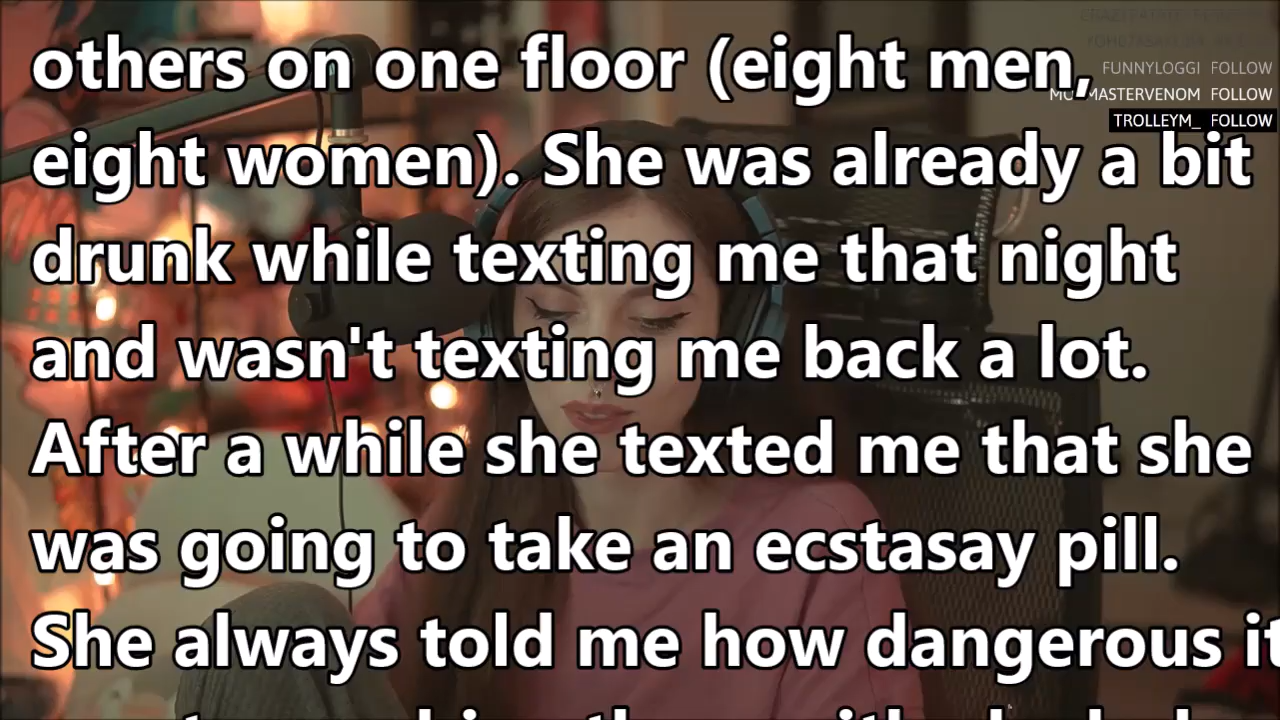 FUNNYLOGGI FOLLOW
MASTERVENOM FOLLOW
TROLLEYM_ FOLLOW
others on one floor (eight men,
eight women). She was already a bit
drunk while texting me that night
and wasn't texting me back a lot.
After a while she texted me that she
was going to take an ecstasay pill.
She always told me how dangerous it